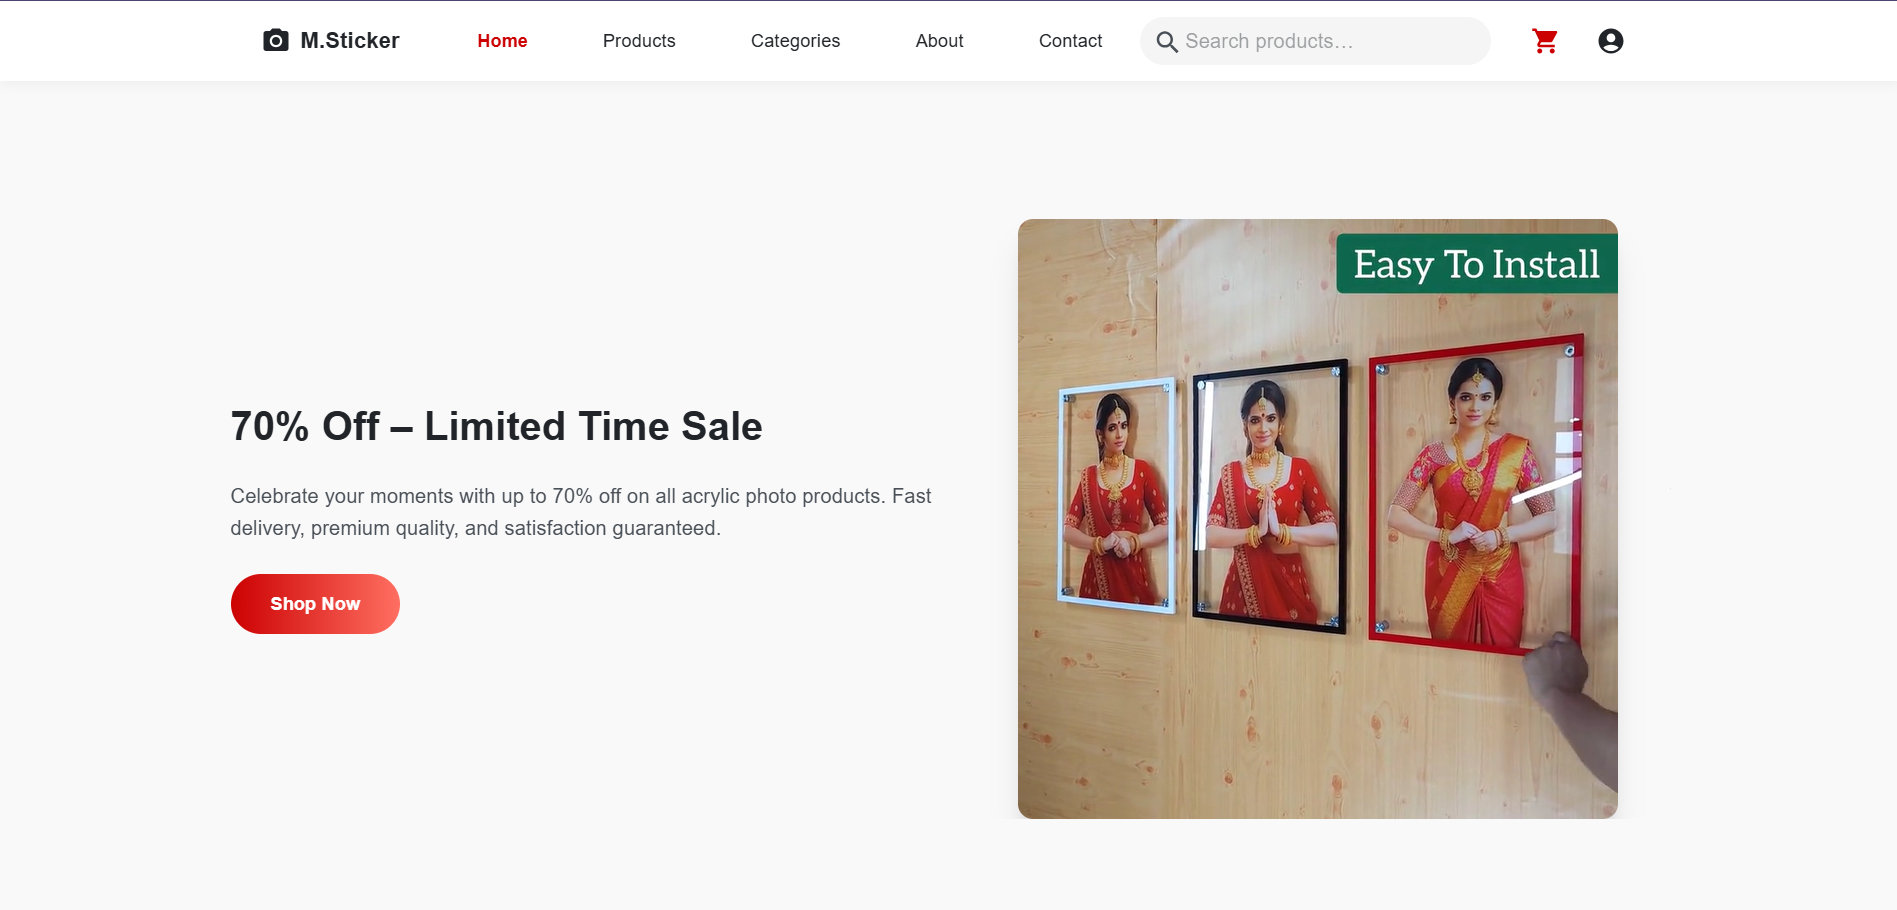 M.Sticker
Home
Products
Categories
About
Contact
Search products...
Easy To Install
70% Off – Limited Time Sale
Celebrate your moments with up to 70% off on all acrylic photo products. Fast
delivery, premium quality, and satisfaction guaranteed.
Shop Now